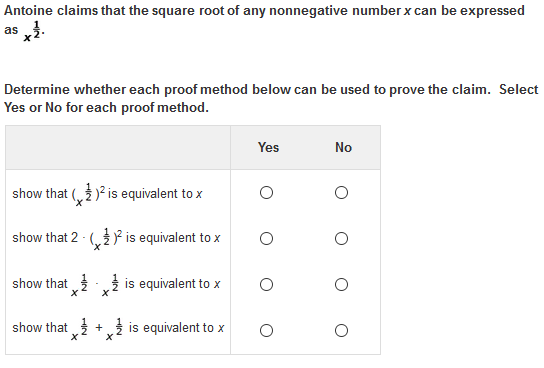 Antoine claims that the square root of any nonnegative number x can be expressed
as x^(1/2).
Determine whether each proof method below can be used to prove the claim. Select
Yes or No for each proof method.
Yes No
show that (x^(1/2))² is equivalent to x
show that 2 · (x^(1/2))² is equivalent to x
show that x^(1/2) · x^(1/2) is equivalent to x
show that x^(1/2) + x^(1/2) is equivalent to x